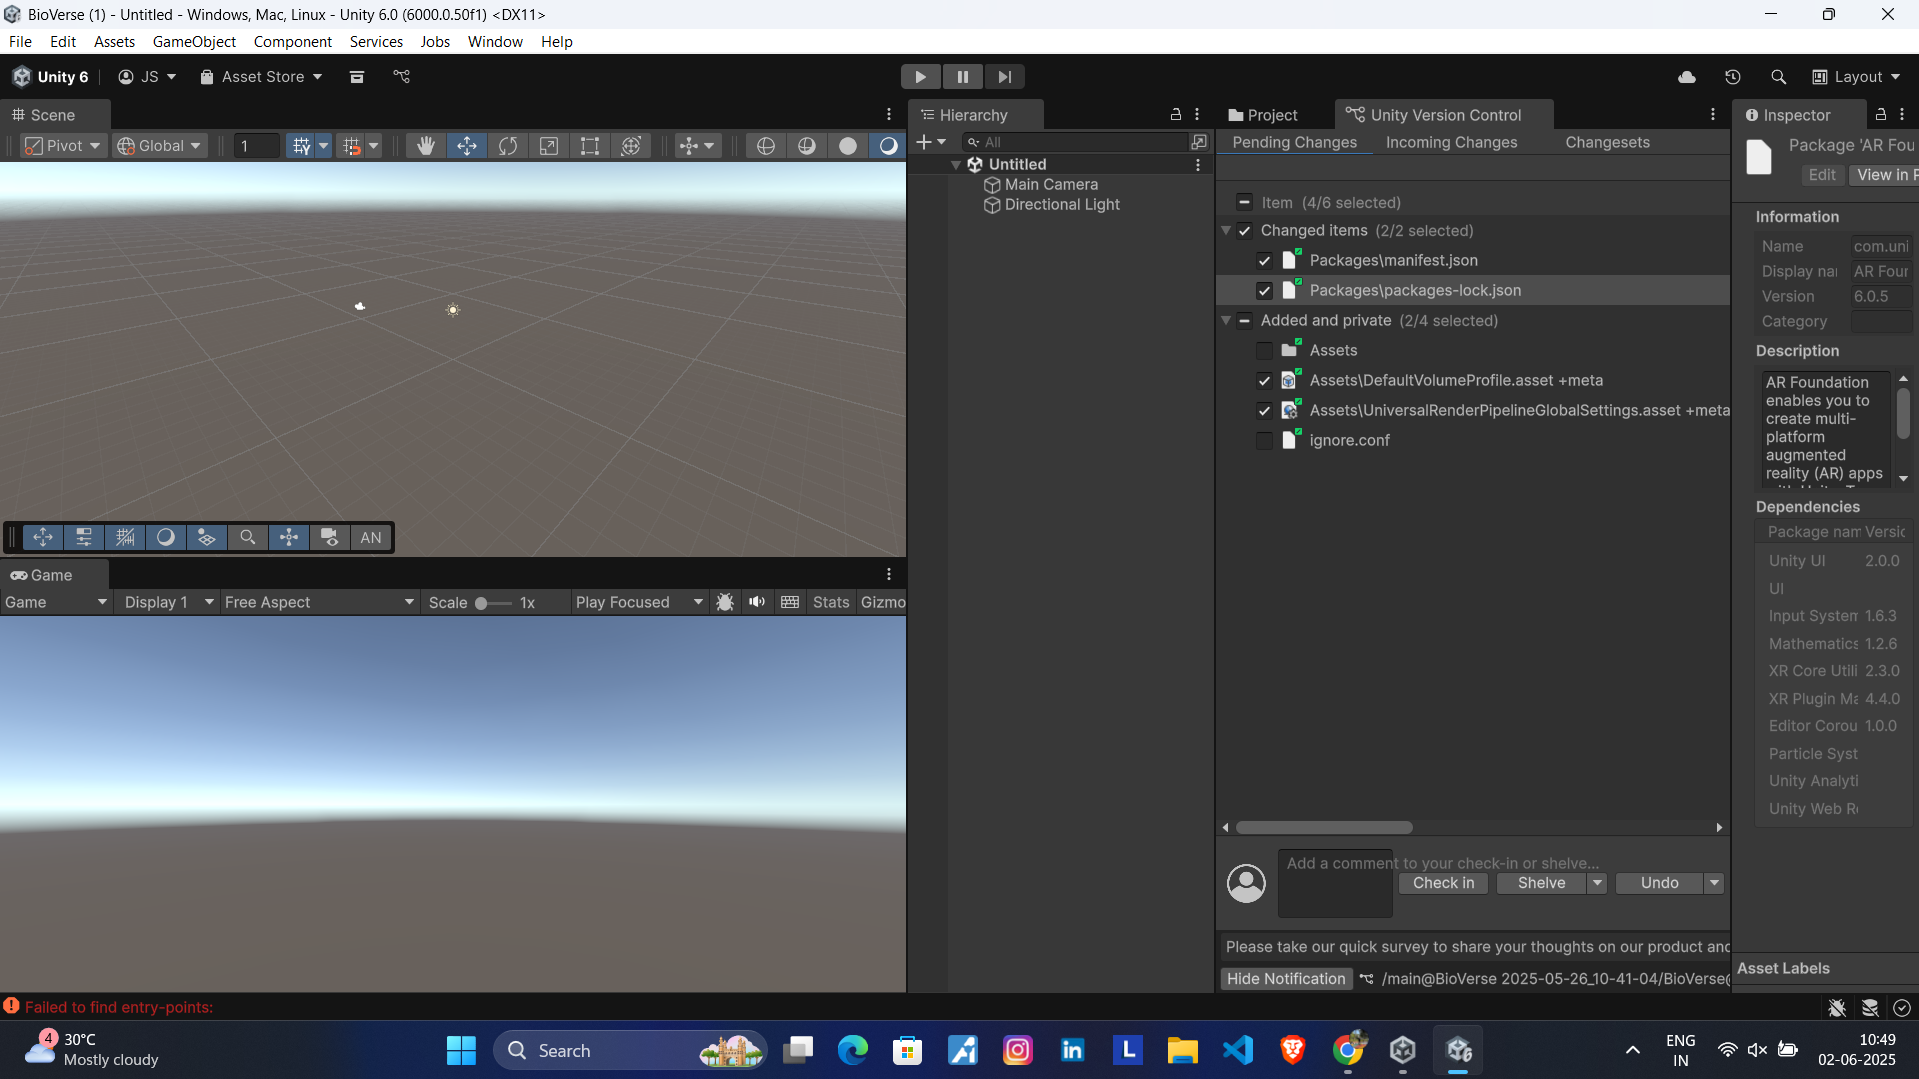 BioVerse (1) - Untitled - Windows, Mac, Linux - Unity 6.0 (6000.0.50f1) <DX11>
File Edit Assets GameObject Component Services Jobs Window Help
Unity 6 JS Asset Store Layout
Scene
Pivot Global 1
AN
Game
Game Display 1 Free Aspect Scale 1x Play Focused Stats Gizmo
Hierarchy
All
Untitled
Main Camera
Directional Light
Project Unity Version Control
Pending Changes Incoming Changes Changesets
Item (4/6 selected)
Changed items (2/2 selected)
Packages\manifest.json
Packages\packages-lock.json
Added and private (2/4 selected)
Assets
Assets\DefaultVolumeProfile.asset +meta
Assets\UniversalRenderPipelineGlobalSettings.asset +meta
ignore.conf
Add a comment to your check-in or shelve...
Check in Shelve Undo
Please take our quick survey to share your thoughts on our product and
Hide Notification /main@BioVerse 2025-05-26_10-41-04/BioVerse@
Inspector
Package 'AR Fou
Edit View in P
Information
Name com.uni
Display nar AR Four
Version 6.0.5
Category
Description
AR Foundation
enables you to
create multi-
platform
augmented
reality (AR) apps
Dependencies
Package nam Versic
Unity UI 2.0.0
UI
Input System 1.6.3
Mathematics 1.2.6
XR Core Utili 2.3.0
XR Plugin Ma 4.4.0
Editor Corou 1.0.0
Particle Syst
Unity Analyti
Unity Web Re
Asset Labels
Failed to find entry-points:
4
30°C
Mostly cloudy
Search
L
ENG
IN
10:49
02-06-2025